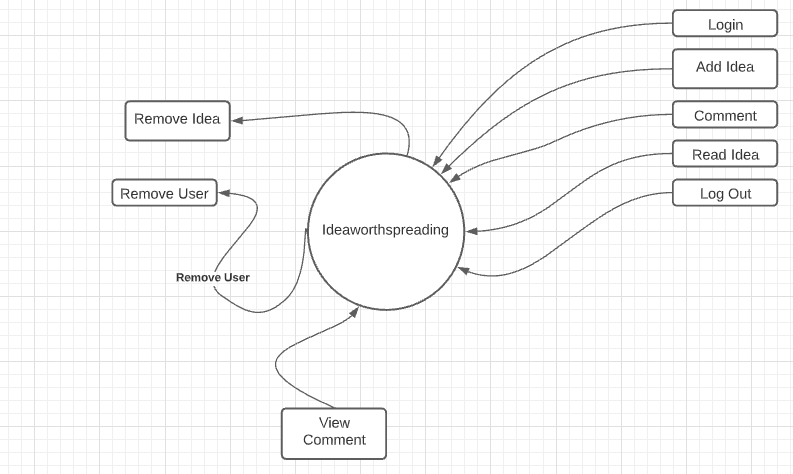 Login
Add Idea
Remove Idea
Comment
Read Idea
Remove User
Log Out
Ideaworthspreading
Remove User
View
Comment